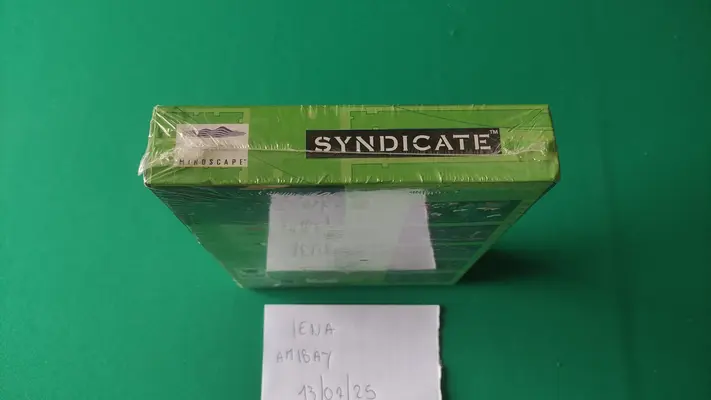 SYNDICATE™
MINDSCAPE
IENA
AMIBAY
13/02/25